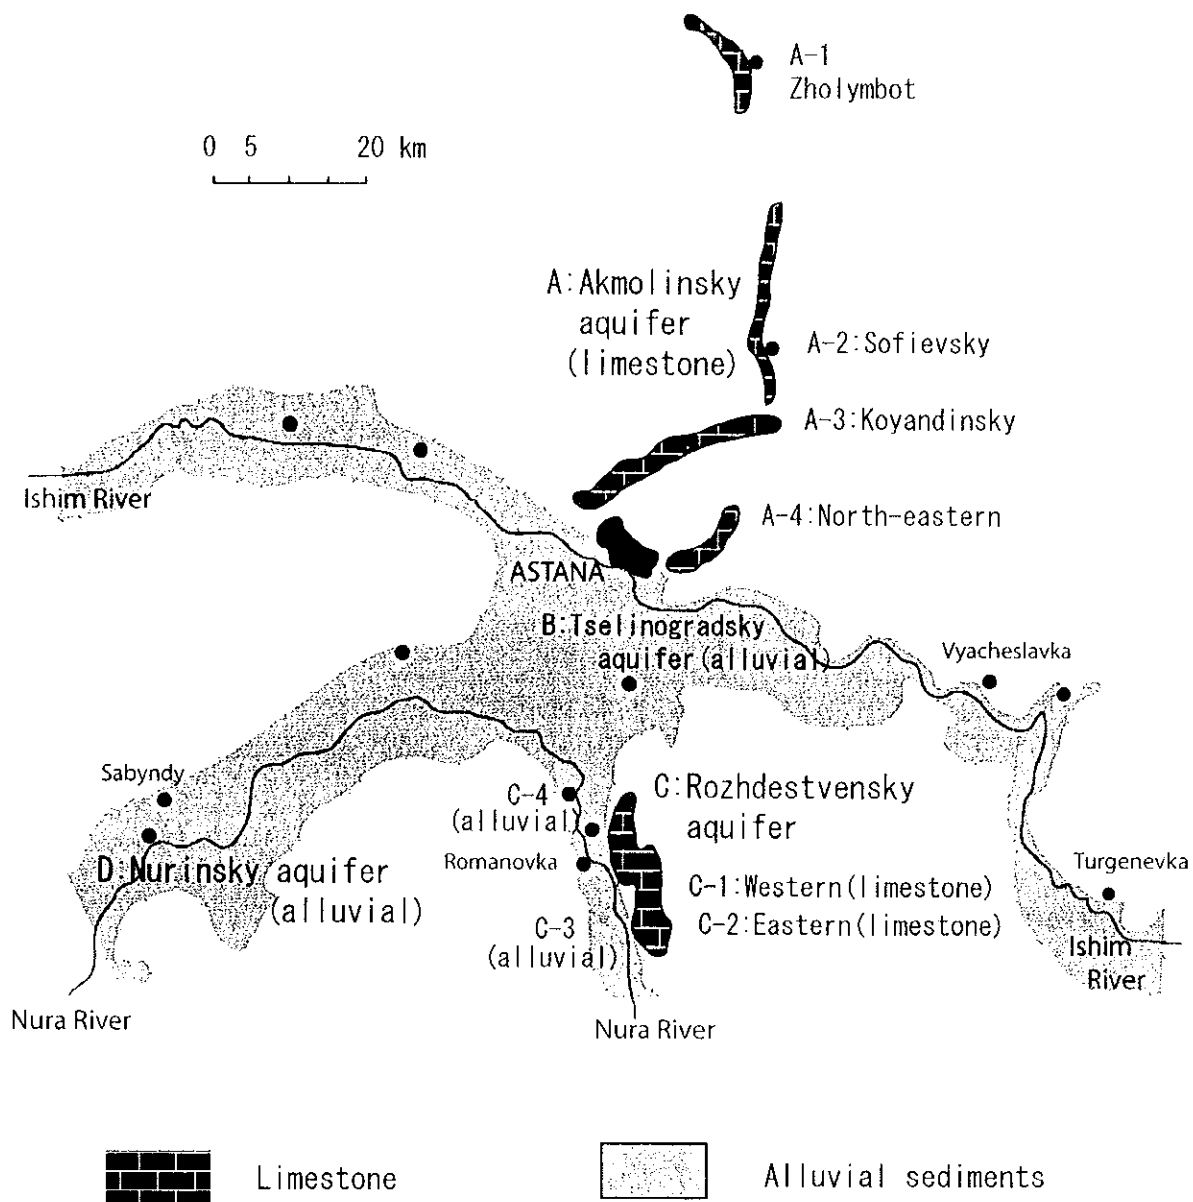 A-1
Zholymbot
0 5 20 km
A:Akmolinsky
aquifer
(limestone)
A-2:Sofievsky
A-3:Koyandinsky
Ishim River
A-4:North-eastern
ASTANA
B:Tselinogradsky
aquifer(alluvial)
Vyacheslavka
Sabyndy
C-4
(alluvial)
C:Rozhdestvensky
aquifer
Romanovka
D:Nurinsky aquifer
(alluvial)
C-1:Western(limestone)
C-2:Eastern(limestone)
Turgenevka
C-3
(alluvial)
Ishim
River
Nura River
Nura River
Limestone
Alluvial sediments